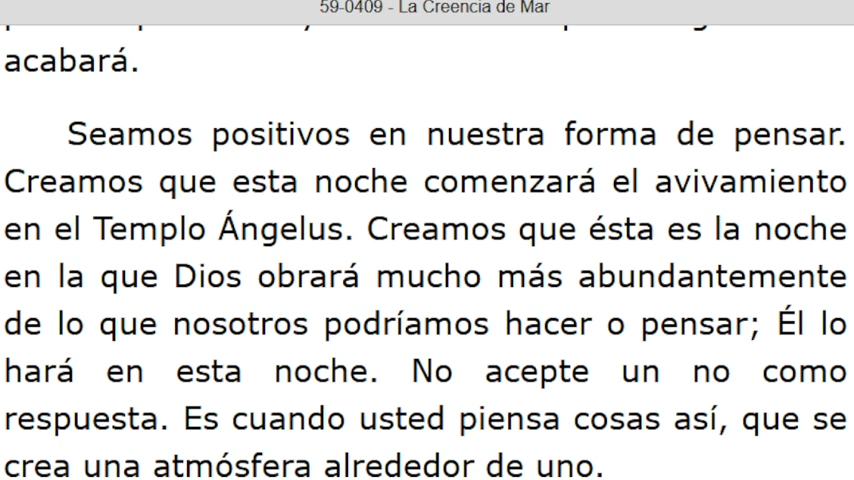 59-0409 - La Creencia de Mar
acabará.
Seamos positivos en nuestra forma de pensar.
Creamos que esta noche comenzará el avivamiento
en el Templo Ángelus. Creamos que ésta es la noche
en la que Dios obrará mucho más abundantemente
de lo que nosotros podríamos hacer o pensar; Él lo
hará en esta noche. No acepte un no como
respuesta. Es cuando usted piensa cosas así, que se
crea una atmósfera alrededor de uno.